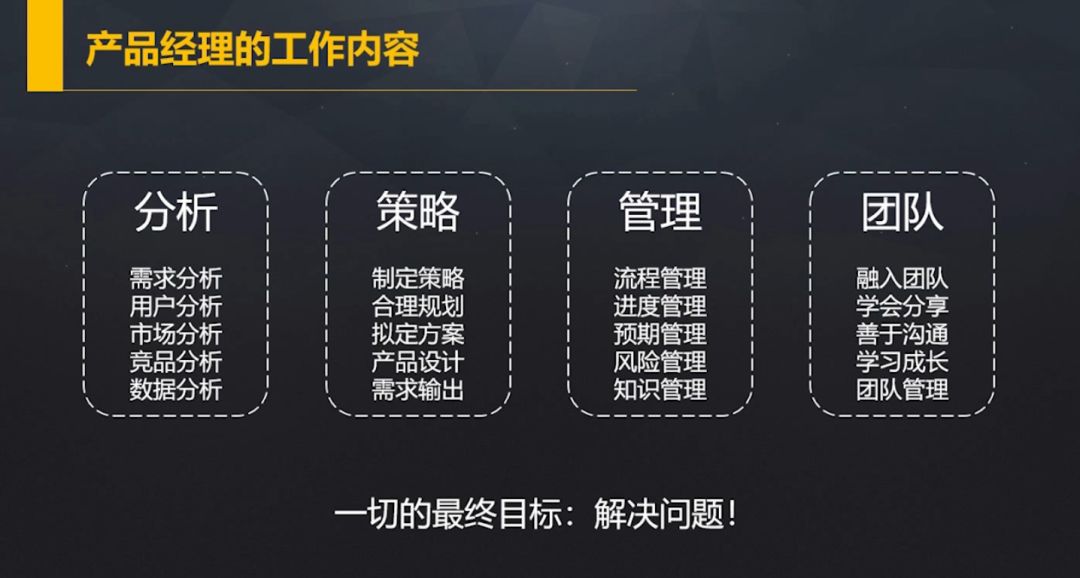 产品经理的工作内容
分析
需求分析
用户分析
市场分析
竞品分析
数据分析
策略
制定策略
合理规划
拟定方案
产品设计
需求输出
管理
流程管理
进度管理
预期管理
风险管理
知识管理
团队
融入团队
学会分享
善于沟通
学习成长
团队管理
一切的最终目标：解决问题！